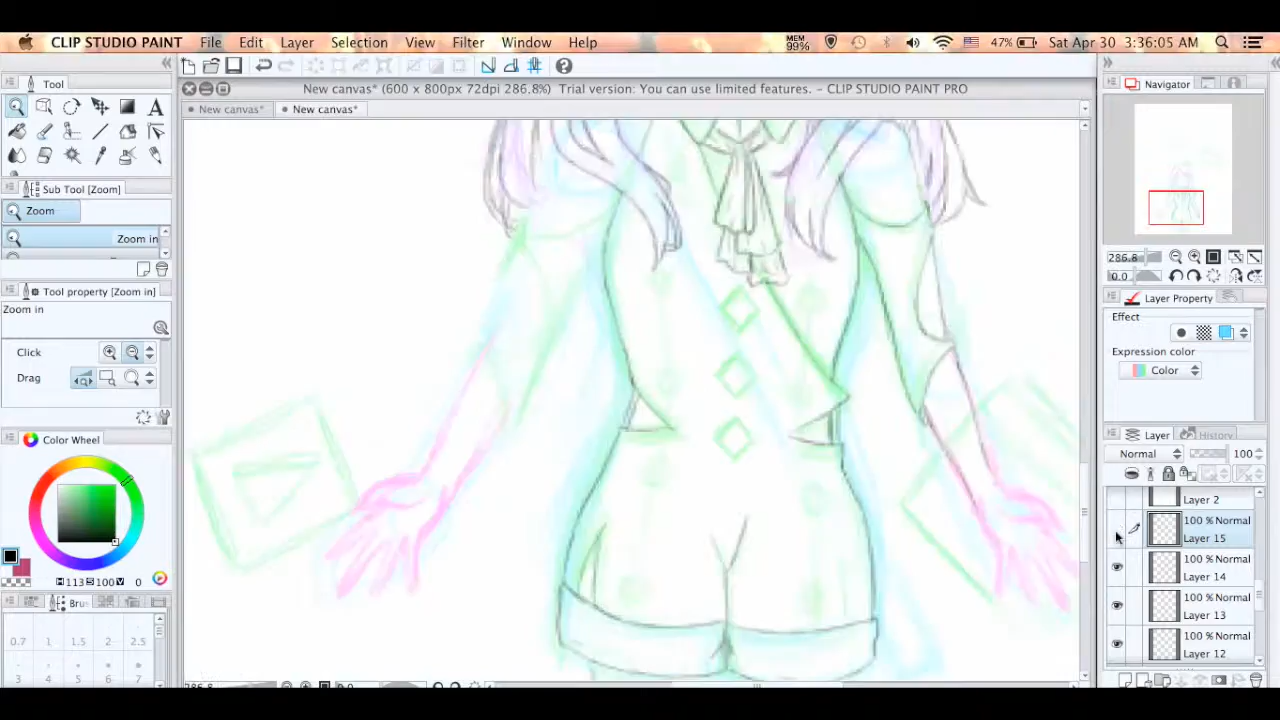 CLIP STUDIO PAINT File Edit Layer Selection View Filter Window Help MEM 99% 47% Sat Apr 30 3:36:05 AM
Tool
New canvas* (600 x 800px 72dpi 286.8%) Trial version: You can use limited features. - CLIP STUDIO PAINT PRO
Navigator
New canvas* New canvas*
Sub Tool [Zoom]
Zoom
Zoom in
286.8
0.0
Tool property [Zoom in]
Layer Property
Zoom in
Effect
Click
Expression color
Drag
Color
Color Wheel
Layer History
Normal 100
Layer 2
100 % Normal
Layer 15
100 % Normal
Layer 14
H 113 S 100 V 0
100 % Normal
Layer 13
Brus
0.7 1 1.5 2 2.5
100 % Normal
Layer 12
3 4 5 6 7
286.8 0.0